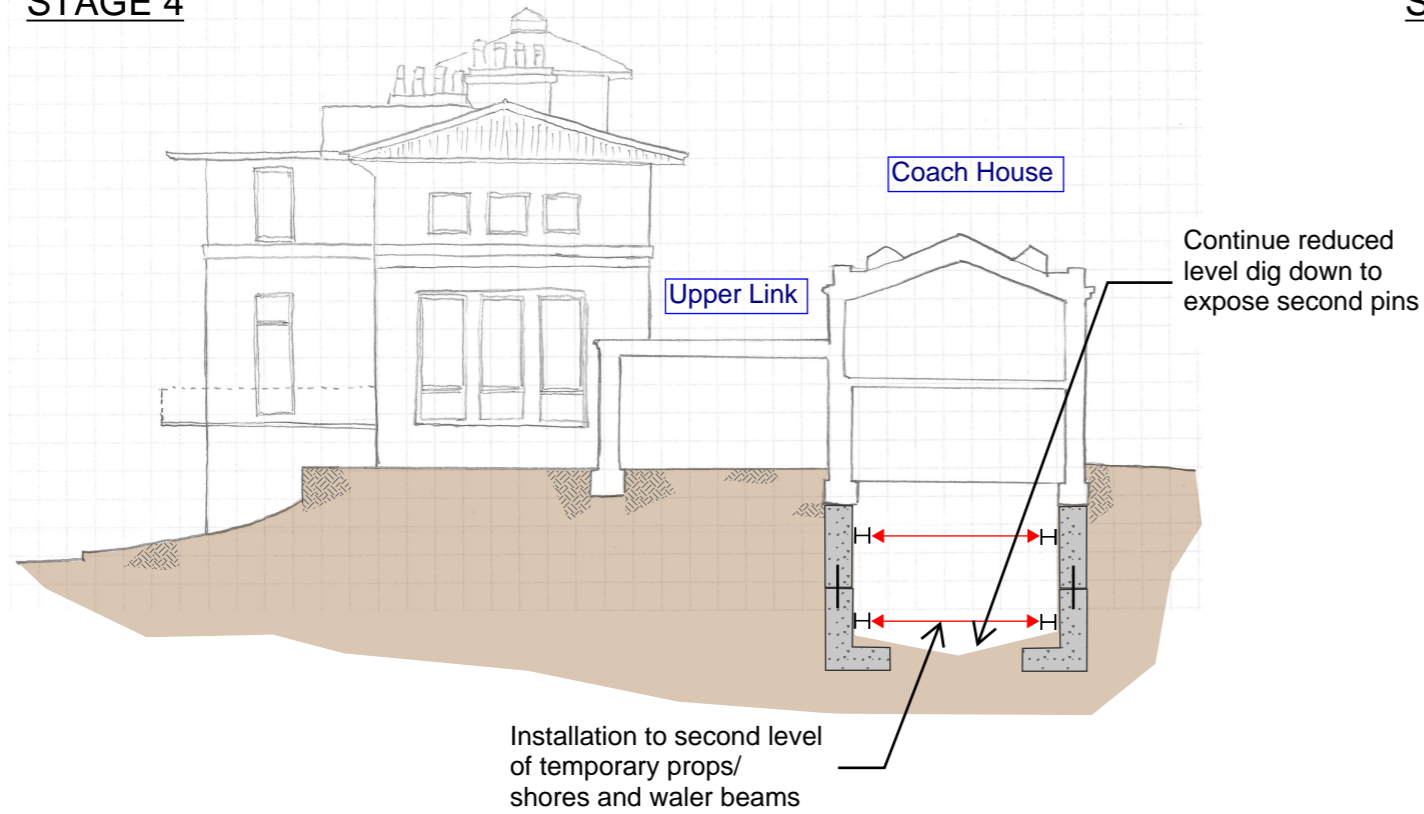 STAGE 4
S
Coach House
Continue reduced
level dig down to
expose second pins
Upper Link
Installation to second level
of temporary props/
shores and waler beams